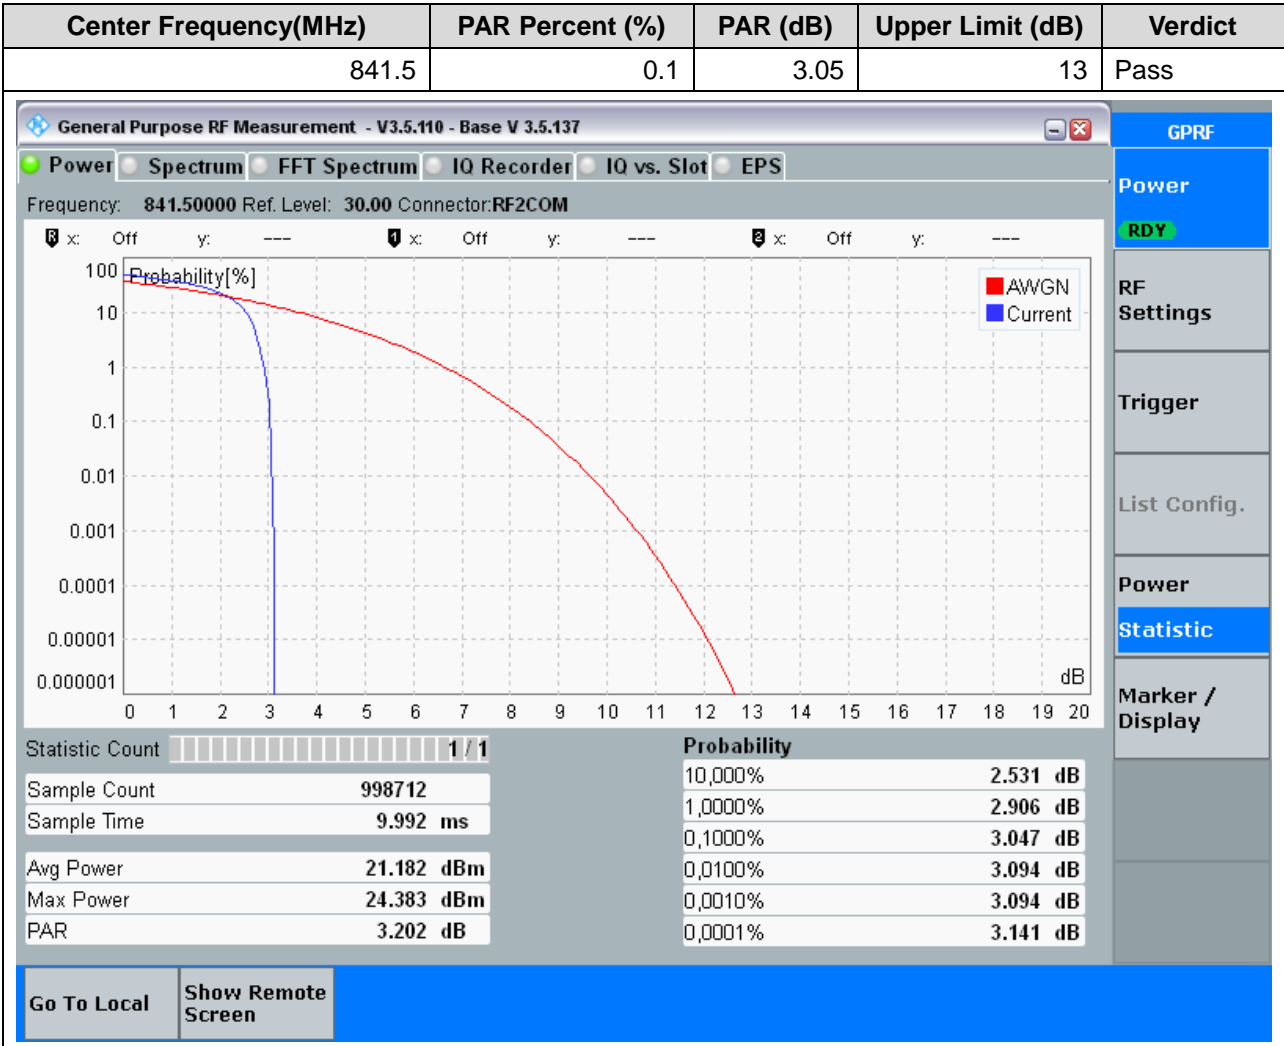 Center Frequency(MHz) PAR Percent (%) PAR (dB) Upper Limit (dB) Verdict
841.5 0.1 3.05 13 Pass
General Purpose RF Measurement - V3.5.110 - Base V 3.5.137
GPRF
Power Spectrum FFT Spectrum IQ Recorder IQ vs. Slot EPS
Frequency: 841.50000 Ref. Level: 30.00 Connector:RF2COM
R x: Off y: --- 1 x: Off y: --- 2 x: Off y: ---
Probability[%]
100
10
1
0.1
0.01
0.001
0.0001
0.00001
0.000001
AWGN
Current
dB
0 1 2 3 4 5 6 7 8 9 10 11 12 13 14 15 16 17 18 19 20
Statistic Count 1 / 1
Sample Count 998712
Sample Time 9.992 ms
Avg Power 21.182 dBm
Max Power 24.383 dBm
PAR 3.202 dB
Probability
10,000% 2.531 dB
1,0000% 2.906 dB
0,1000% 3.047 dB
0,0100% 3.094 dB
0,0010% 3.094 dB
0,0001% 3.141 dB
Power
RDY
RF
Settings
Trigger
List Config.
Power
Statistic
Marker /
Display
Go To Local
Show Remote
Screen